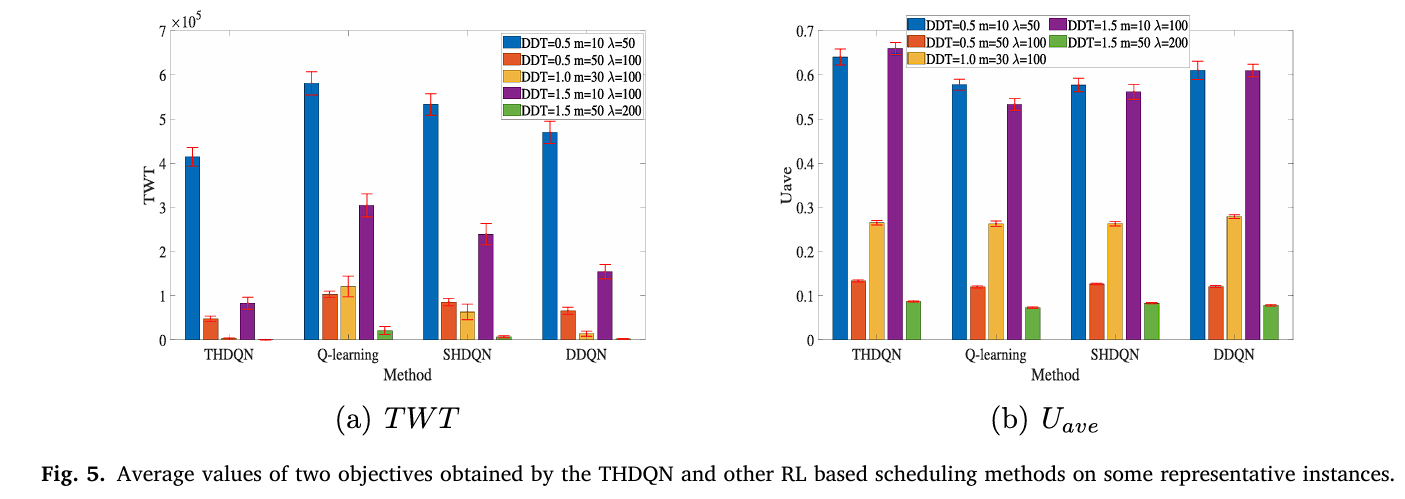 ×10⁵
7
6
5
4
3
2
1
0
TWT
DDT=0.5 m=10 λ=50
DDT=0.5 m=50 λ=100
DDT=1.0 m=30 λ=100
DDT=1.5 m=10 λ=100
DDT=1.5 m=50 λ=200
THDQN Q-learning SHDQN DDQN
Method
(a) TWT
0.7
0.6
0.5
0.4
0.3
0.2
0.1
0
Uave
DDT=0.5 m=10 λ=50 DDT=1.5 m=10 λ=100
DDT=0.5 m=50 λ=100 DDT=1.5 m=50 λ=200
DDT=1.0 m=30 λ=100
THDQN Q-learning SHDQN DDQN
Method
(b) U_ave
Fig. 5. Average values of two objectives obtained by the THDQN and other RL based scheduling methods on some representative instances.